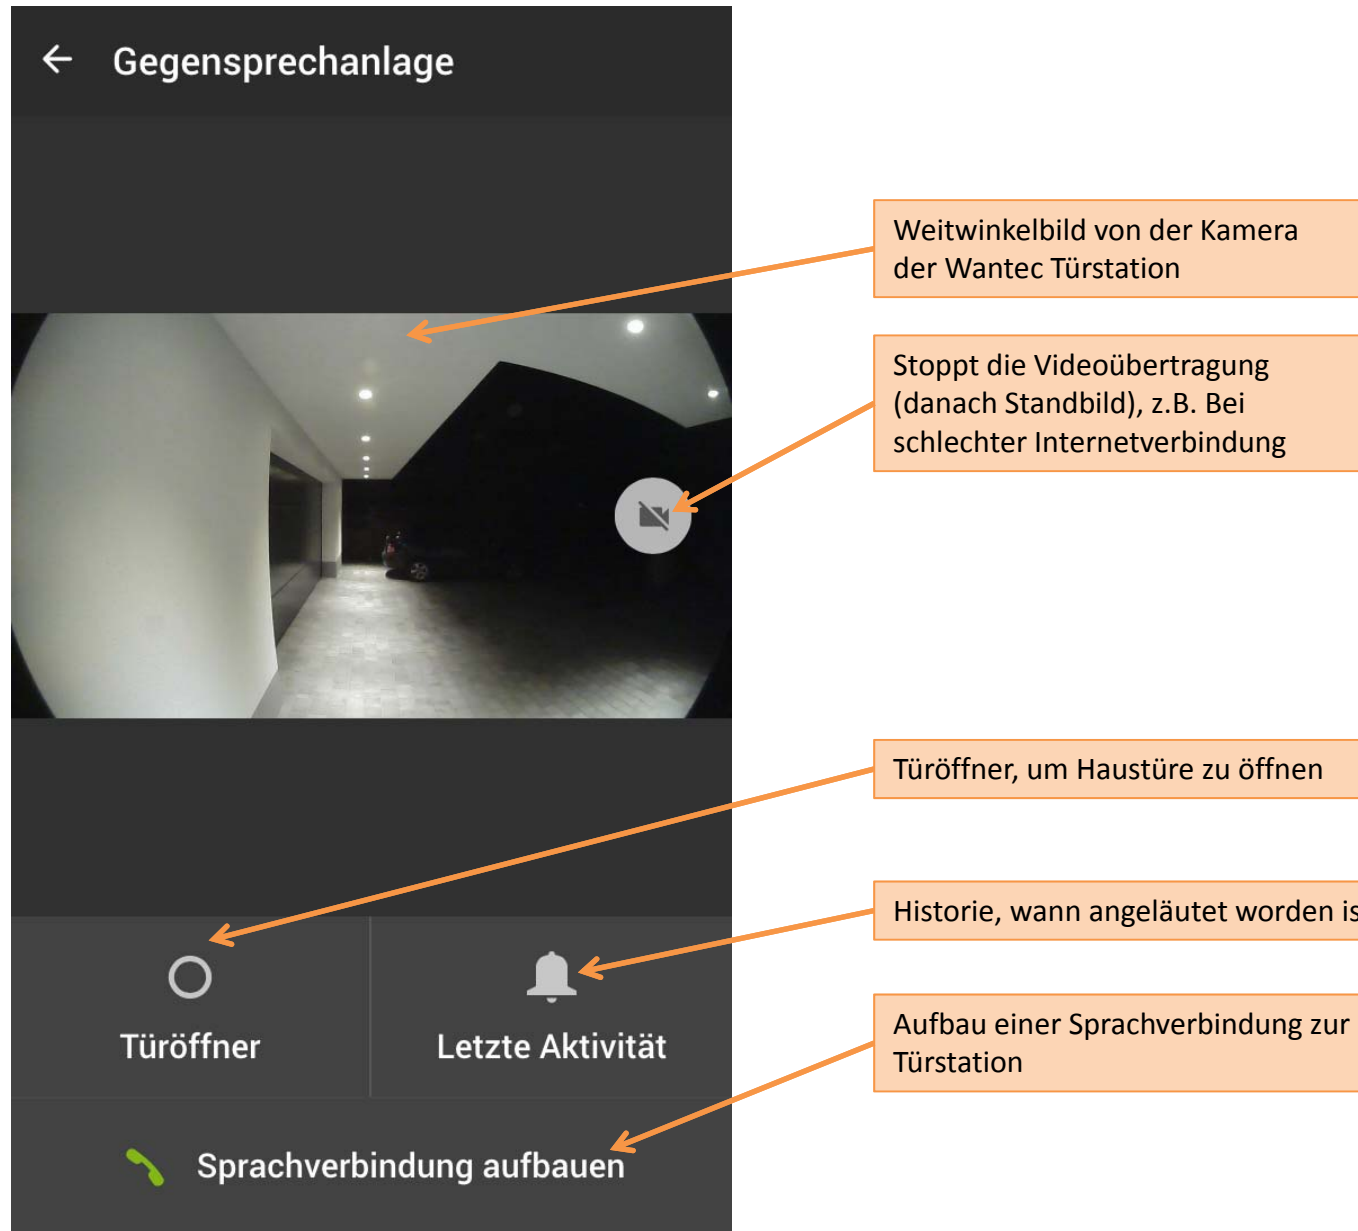 Gegensprechanlage
Weitwinkelbild von der Kamera
der Wantec Türstation
Stoppt die Videoübertragung
(danach Standbild), z.B. Bei
schlechter Internetverbindung
Türöffner, um Haustüre zu öffnen
Historie, wann angeläutet worden is
Türöffner
Letzte Aktivität
Aufbau einer Sprachverbindung zur
Türstation
Sprachverbindung aufbauen